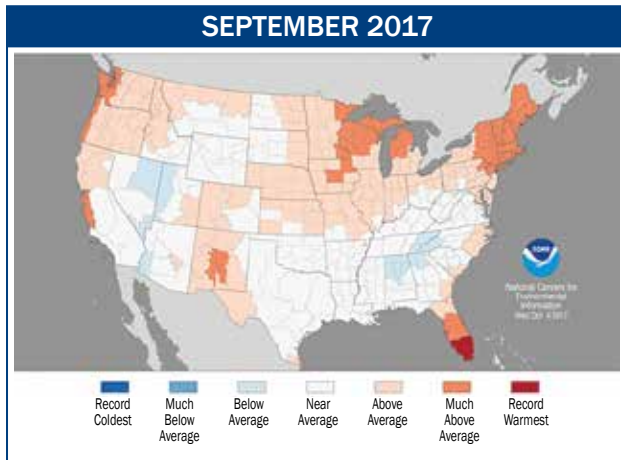 SEPTEMBER 2017
NOAA
National Centers for
Environmental
Information
Record
Coldest
Much
Below
Average
Below
Average
Near
Average
Above
Average
Much
Above
Average
Record
Warmest